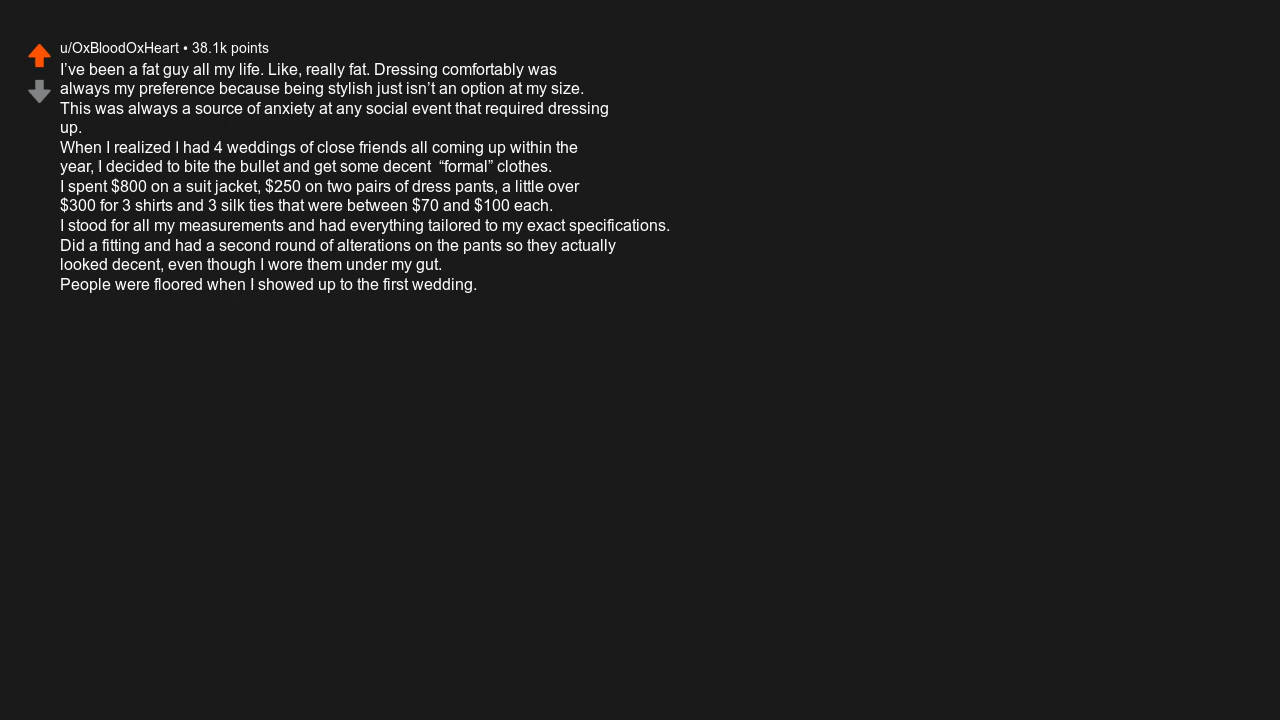 u/OxBloodOxHeart • 38.1k points
I’ve been a fat guy all my life. Like, really fat. Dressing comfortably was
always my preference because being stylish just isn’t an option at my size.
This was always a source of anxiety at any social event that required dressing
up.
When I realized I had 4 weddings of close friends all coming up within the
year, I decided to bite the bullet and get some decent  “formal” clothes.
I spent $800 on a suit jacket, $250 on two pairs of dress pants, a little over
$300 for 3 shirts and 3 silk ties that were between $70 and $100 each.
I stood for all my measurements and had everything tailored to my exact specifications.
Did a fitting and had a second round of alterations on the pants so they actually
looked decent, even though I wore them under my gut.
People were floored when I showed up to the first wedding.